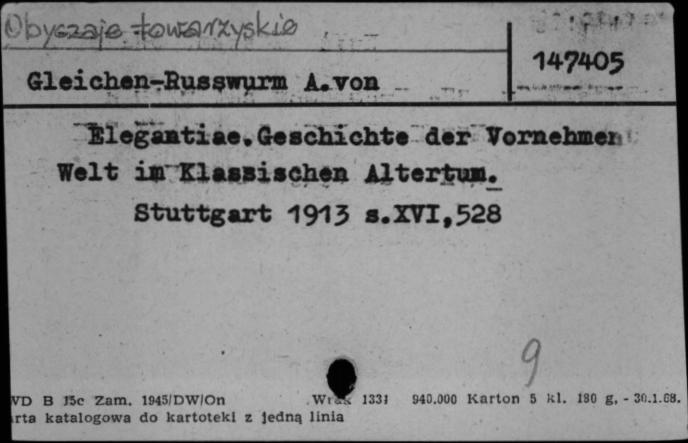 Obyczaje towarzyskie
147405
Gleichen-Russwurm A.von
Elegantiae.Geschichte der Vornehmen
Welt im Klassischen Altertum.
Stuttgart 1913 s.XVI,528
9
WD B 15c Zam. 1945/DW/On 1331 940.000 Karton 5 kl. 180 g, - 30.1.68.
karta katalogowa do kartoteki z jedną linia